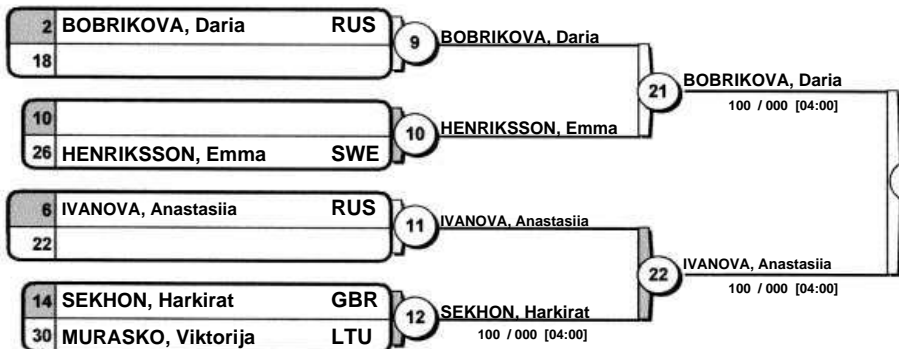 2 BOBRIKOVA, Daria RUS
18
9
BOBRIKOVA, Daria
10
26 HENRIKSSON, Emma SWE
10
HENRIKSSON, Emma
21
BOBRIKOVA, Daria
100 / 000 [04:00]
6 IVANOVA, Anastasiia RUS
22
11
IVANOVA, Anastasiia
14 SEKHON, Harkirat GBR
30 MURASKO, Viktorija LTU
12
SEKHON, Harkirat
100 / 000 [04:00]
22
IVANOVA, Anastasiia
100 / 000 [04:00]